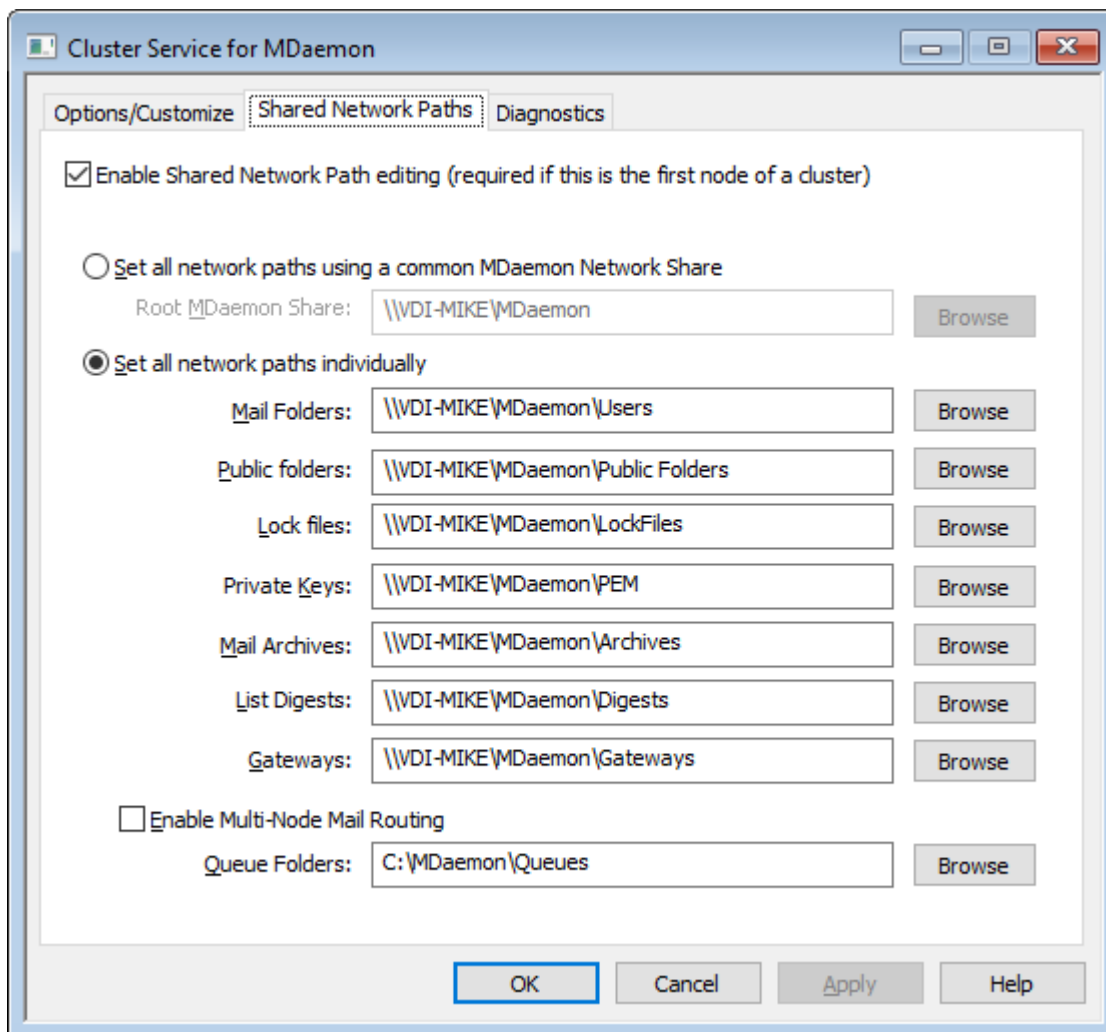 Cluster Service for MDaemon
Options/Customize Shared Network Paths Diagnostics
Enable Shared Network Path editing (required if this is the first node of a cluster)
Set all network paths using a common MDaemon Network Share
Root MDaemon Share: \\VDI-MIKE\MDaemon Browse
Set all network paths individually
Mail Folders: \\VDI-MIKE\MDaemon\Users Browse
Public folders: \\VDI-MIKE\MDaemon\Public Folders Browse
Lock files: \\VDI-MIKE\MDaemon\LockFiles Browse
Private Keys: \\VDI-MIKE\MDaemon\PEM Browse
Mail Archives: \\VDI-MIKE\MDaemon\Archives Browse
List Digests: \\VDI-MIKE\MDaemon\Digests Browse
Gateways: \\VDI-MIKE\MDaemon\Gateways Browse
Enable Multi-Node Mail Routing
Queue Folders: C:\MDaemon\Queues Browse
OK Cancel Apply Help